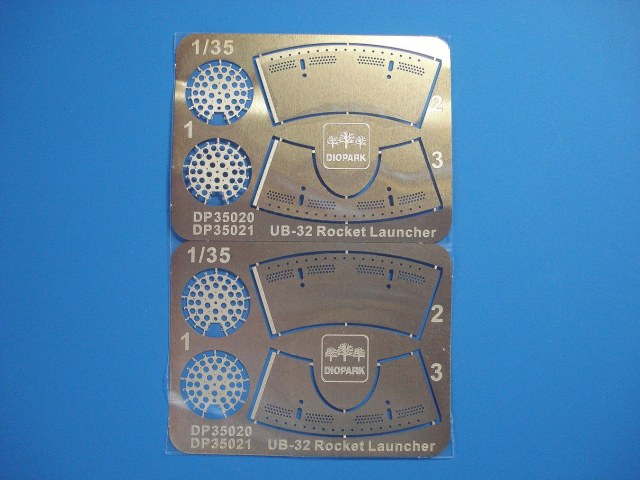 1/35
2
1
DIOPARK
3
DP35020
DP35021 UB-32 Rocket Launcher
1/35
2
1
DIOPARK
3
DP35020
DP35021 UB-32 Rocket Launcher